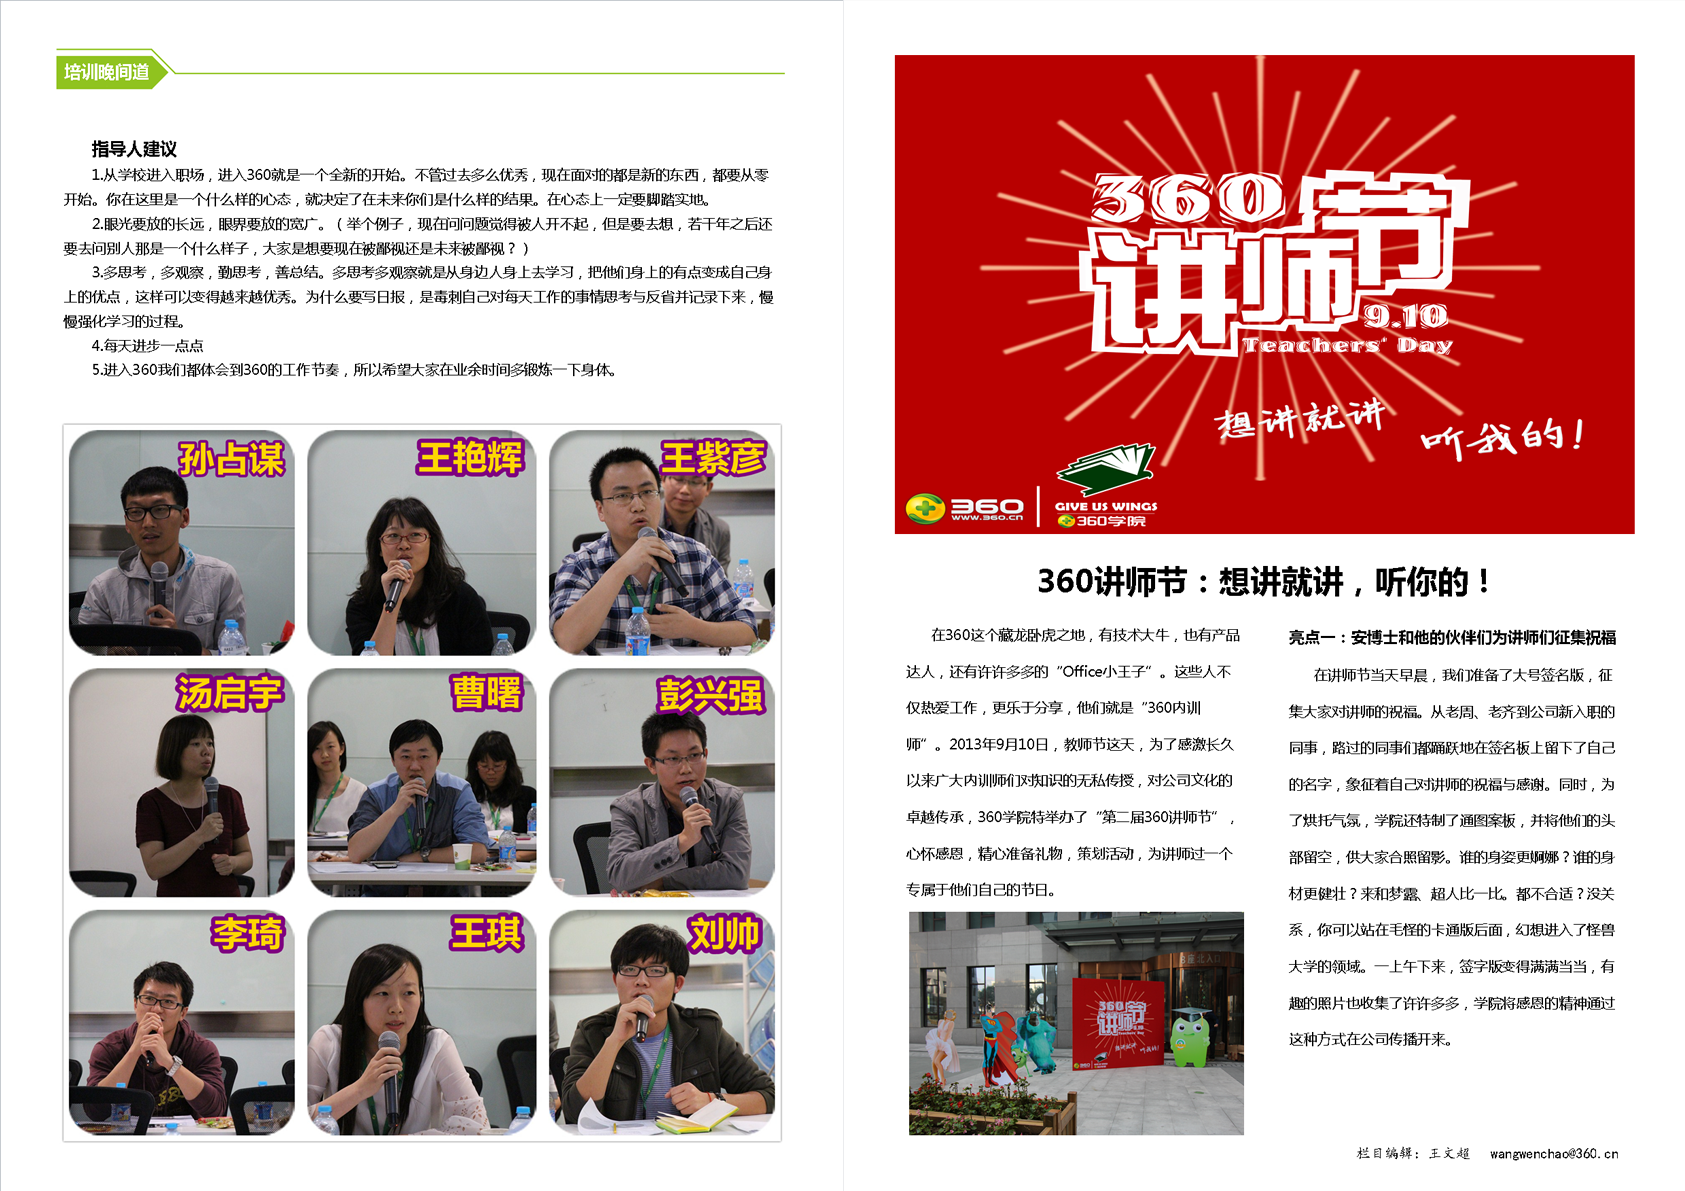 培训晚间道
指导人建议
1.从学校进入职场，进入360就是一个全新的开始。不管过去多么优秀，现在面对的都是新的东西，都要从零
开始。你在这里是一个什么样的心态，就决定了在未来你们是什么样的结果。在心态上一定要脚踏实地。
2.眼光要放的长远，眼界要放的宽广。（举个例子，现在问问题觉得被人开不起，但是要去想，若干年之后还
要去问别人那是一个什么样子，大家是想要现在被鄙视还是未来被鄙视？）
3.多思考，多观察，勤思考，善总结。多思考多观察就是从身边人身上去学习，把他们身上的有点变成自己身
上的优点，这样可以变得越来越优秀。为什么要写日报，是毒刺自己对每天工作的事情思考与反省并记录下来，慢
慢强化学习的过程。
4.每天进步一点点
5.进入360我们都体会到360的工作节奏，所以希望大家在业余时间多锻炼一下身体。
孙占谋
王艳辉
王紫彦
汤启宇
曹曙
彭兴强
李琦
王琪
刘帅
360
讲师节
9.10
Teachers' Day
想讲就讲
听我的！
360
www.360.cn
GIVE US WINGS
360学院
360讲师节：想讲就讲，听你的！
在360这个藏龙卧虎之地，有技术大牛，也有产品
达人，还有许许多多的“Office小王子”。这些人不
仅热爱工作，更乐于分享，他们就是“360内训
师”。2013年9月10日，教师节这天，为了感激长久
以来广大内训师们对知识的无私传授，对公司文化的
卓越传承，360学院特举办了“第二届360讲师节”，
心怀感恩，精心准备礼物，策划活动，为讲师过一个
专属于他们自己的节日。
B座北入口
360
讲师节
想讲就讲
听我的！
亮点一：安博士和他的伙伴们为讲师们征集祝福
在讲师节当天早晨，我们准备了大号签名版，征
集大家对讲师的祝福。从老周、老齐到公司新入职的
同事，路过的同事们都踊跃地在签名板上留下了自己
的名字，象征着自己对讲师的祝福与感谢。同时，为
了烘托气氛，学院还特制了通图案板，并将他们的头
部留空，供大家合照留影。谁的身姿更婀娜？谁的身
材更健壮？来和梦露、超人比一比。都不合适？没关
系，你可以站在毛怪的卡通版后面，幻想进入了怪兽
大学的领域。一上午下来，签字版变得满满当当，有
趣的照片也收集了许许多多，学院将感恩的精神通过
这种方式在公司传播开来。
栏目编辑：王文超 wangwenchao@360.cn